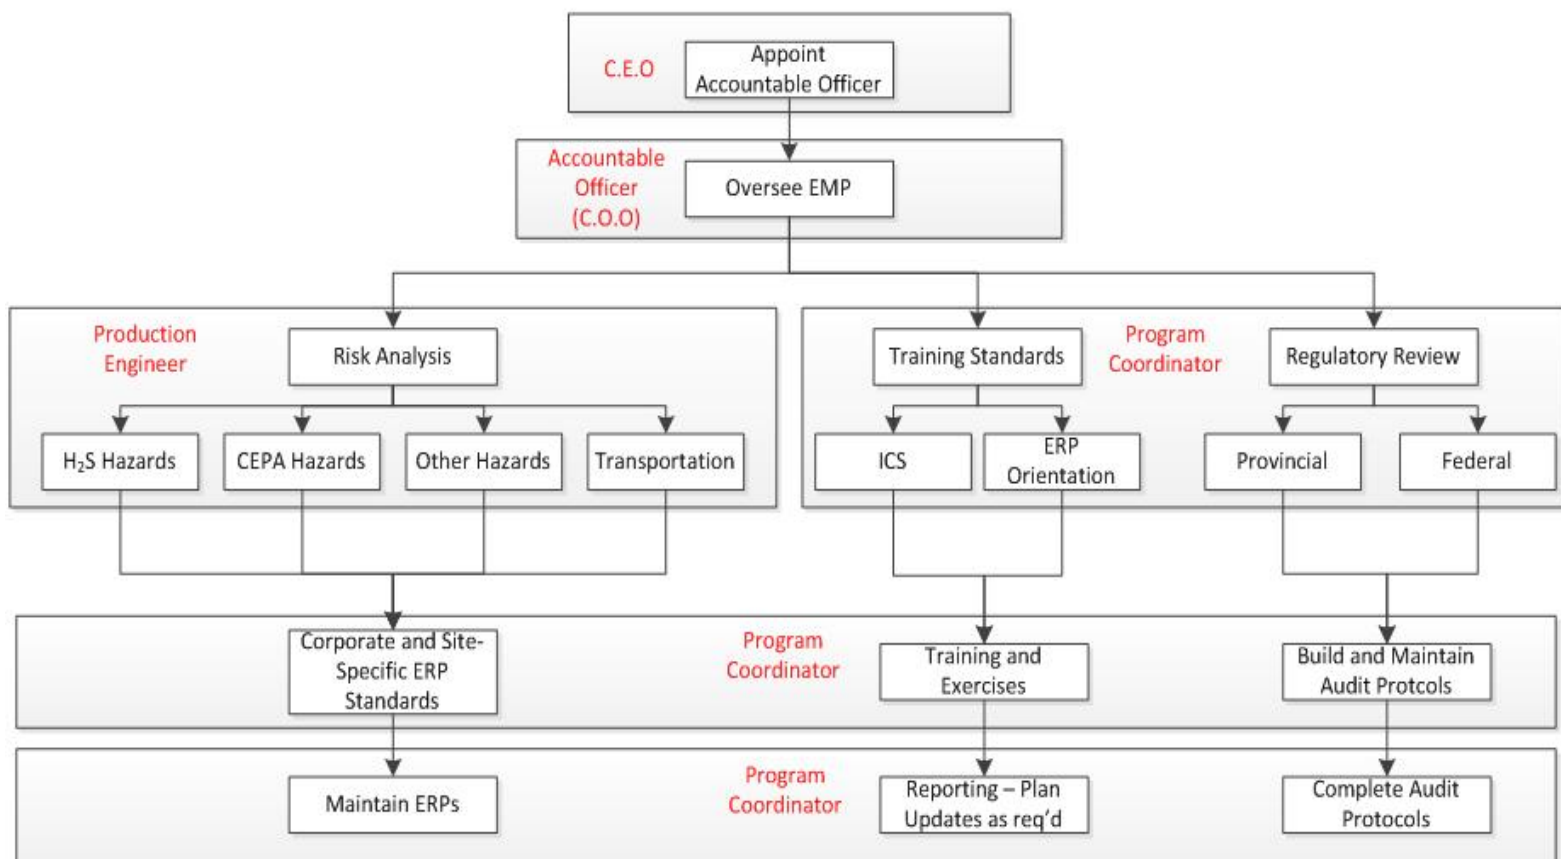 C.E.O
Appoint
Accountable Officer
Accountable
Officer
(C.O.O)
Oversee EMP
Production
Engineer
Risk Analysis
Training Standards
Program
Coordinator
Regulatory Review
H₂S Hazards
CEPA Hazards
Other Hazards
Transportation
ICS
ERP
Orientation
Provincial
Federal
Corporate and Site-
Specific ERP
Standards
Program
Coordinator
Training and
Exercises
Build and Maintain
Audit Protcols
Maintain ERPs
Program
Coordinator
Reporting – Plan
Updates as req’d
Complete Audit
Protocols